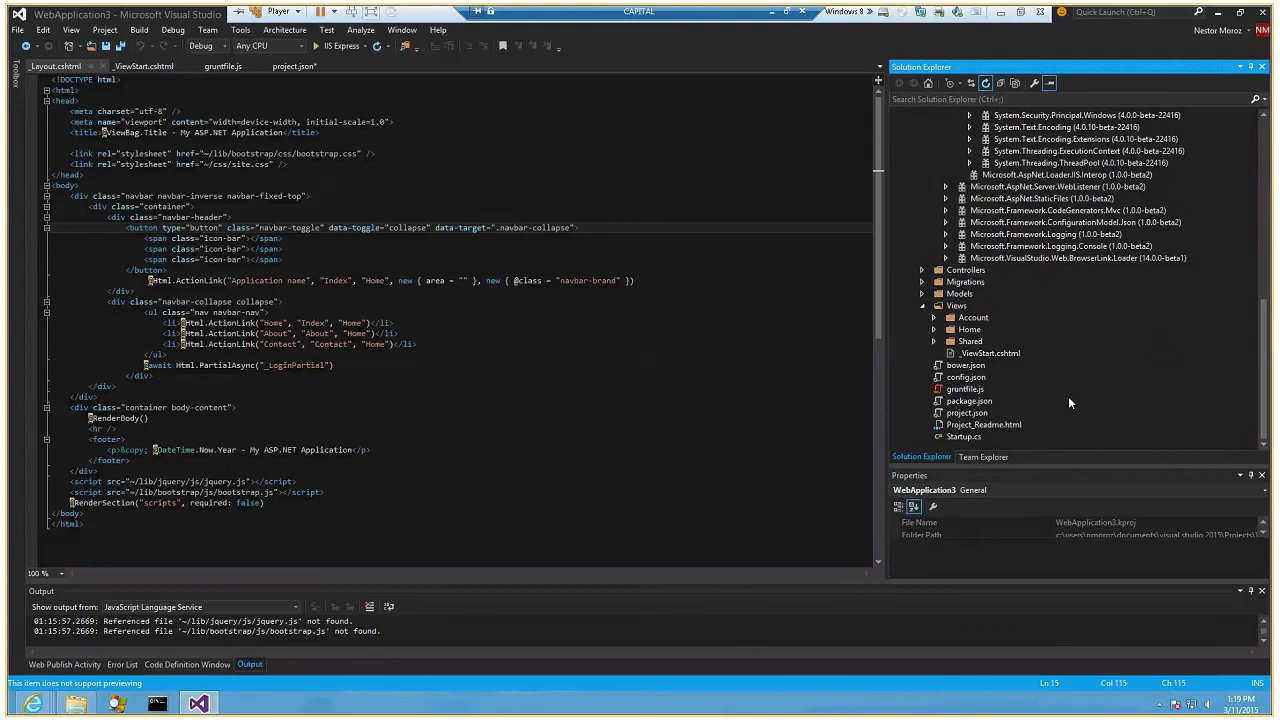 WebApplication3 - Microsoft Visual Studio
Player
CAPITAL
Windows 8
Quick Launch (Ctrl+Q)
File Edit View Project Build Debug Team Tools Architecture Test Analyze Window Help
Nestor Moroz NM
Debug Any CPU IIS Express
Toolbox
_Layout.cshtml _ViewStart.cshtml gruntfile.js project.json*
<!DOCTYPE html>
<html>
<head>
<meta charset="utf-8" />
<meta name="viewport" content="width=device-width, initial-scale=1.0">
<title>@ViewBag.Title - My ASP.NET Application</title>
<link rel="stylesheet" href="~/lib/bootstrap/css/bootstrap.css" />
<link rel="stylesheet" href="~/css/site.css" />
</head>
<body>
<div class="navbar navbar-inverse navbar-fixed-top">
<div class="container">
<div class="navbar-header">
<button type="button" class="navbar-toggle" data-toggle="collapse" data-target=".navbar-collapse">
<span class="icon-bar"></span>
<span class="icon-bar"></span>
<span class="icon-bar"></span>
</button>
@Html.ActionLink("Application name", "Index", "Home", new { area = "" }, new { @class = "navbar-brand" })
</div>
<div class="navbar-collapse collapse">
<ul class="nav navbar-nav">
<li>@Html.ActionLink("Home", "Index", "Home")</li>
<li>@Html.ActionLink("About", "About", "Home")</li>
<li>@Html.ActionLink("Contact", "Contact", "Home")</li>
</ul>
@await Html.PartialAsync("_LoginPartial")
</div>
</div>
</div>
<div class="container body-content">
@RenderBody()
<hr />
<footer>
<p>&copy; @DateTime.Now.Year - My ASP.NET Application</p>
</footer>
</div>
<script src="~/lib/jquery/js/jquery.js"></script>
<script src="~/lib/bootstrap/js/bootstrap.js"></script>
@RenderSection("scripts", required: false)
</body>
</html>
100 %
Solution Explorer
Search Solution Explorer (Ctrl+;)
System.Security.Principal.Windows (4.0.0-beta-22416)
System.Text.Encoding (4.0.10-beta-22416)
System.Text.Encoding.Extensions (4.0.10-beta-22416)
System.Threading.ExecutionContext (4.0.0-beta-22416)
System.Threading.ThreadPool (4.0.10-beta-22416)
Microsoft.AspNet.Loader.IIS.Interop (1.0.0-beta2)
Microsoft.AspNet.Server.WebListener (1.0.0-beta2)
Microsoft.AspNet.StaticFiles (1.0.0-beta2)
Microsoft.Framework.CodeGenerators.Mvc (1.0.0-beta2)
Microsoft.Framework.ConfigurationModel.Json (1.0.0-beta2)
Microsoft.Framework.Logging (1.0.0-beta2)
Microsoft.Framework.Logging.Console (1.0.0-beta2)
Microsoft.VisualStudio.Web.BrowserLink.Loader (14.0.0-beta1)
Controllers
Migrations
Models
Views
Account
Home
Shared
_ViewStart.cshtml
bower.json
config.json
gruntfile.js
package.json
project.json
Project_Readme.html
Startup.cs
Solution Explorer Team Explorer
Properties
WebApplication3 General
File Name WebApplication3.kproj
Folder Path c:\users\nmoroz\documents\visual studio 2015\Projects\
Output
Show output from: JavaScript Language Service
01:15:57.2669: Referenced file '~/lib/jquery/js/jquery.js' not found.
01:15:57.2669: Referenced file '~/lib/bootstrap/js/bootstrap.js' not found.
Web Publish Activity Error List Code Definition Window Output
This item does not support previewing Ln 15 Col 115 Ch 115 INS
1:19 PM
3/11/2015